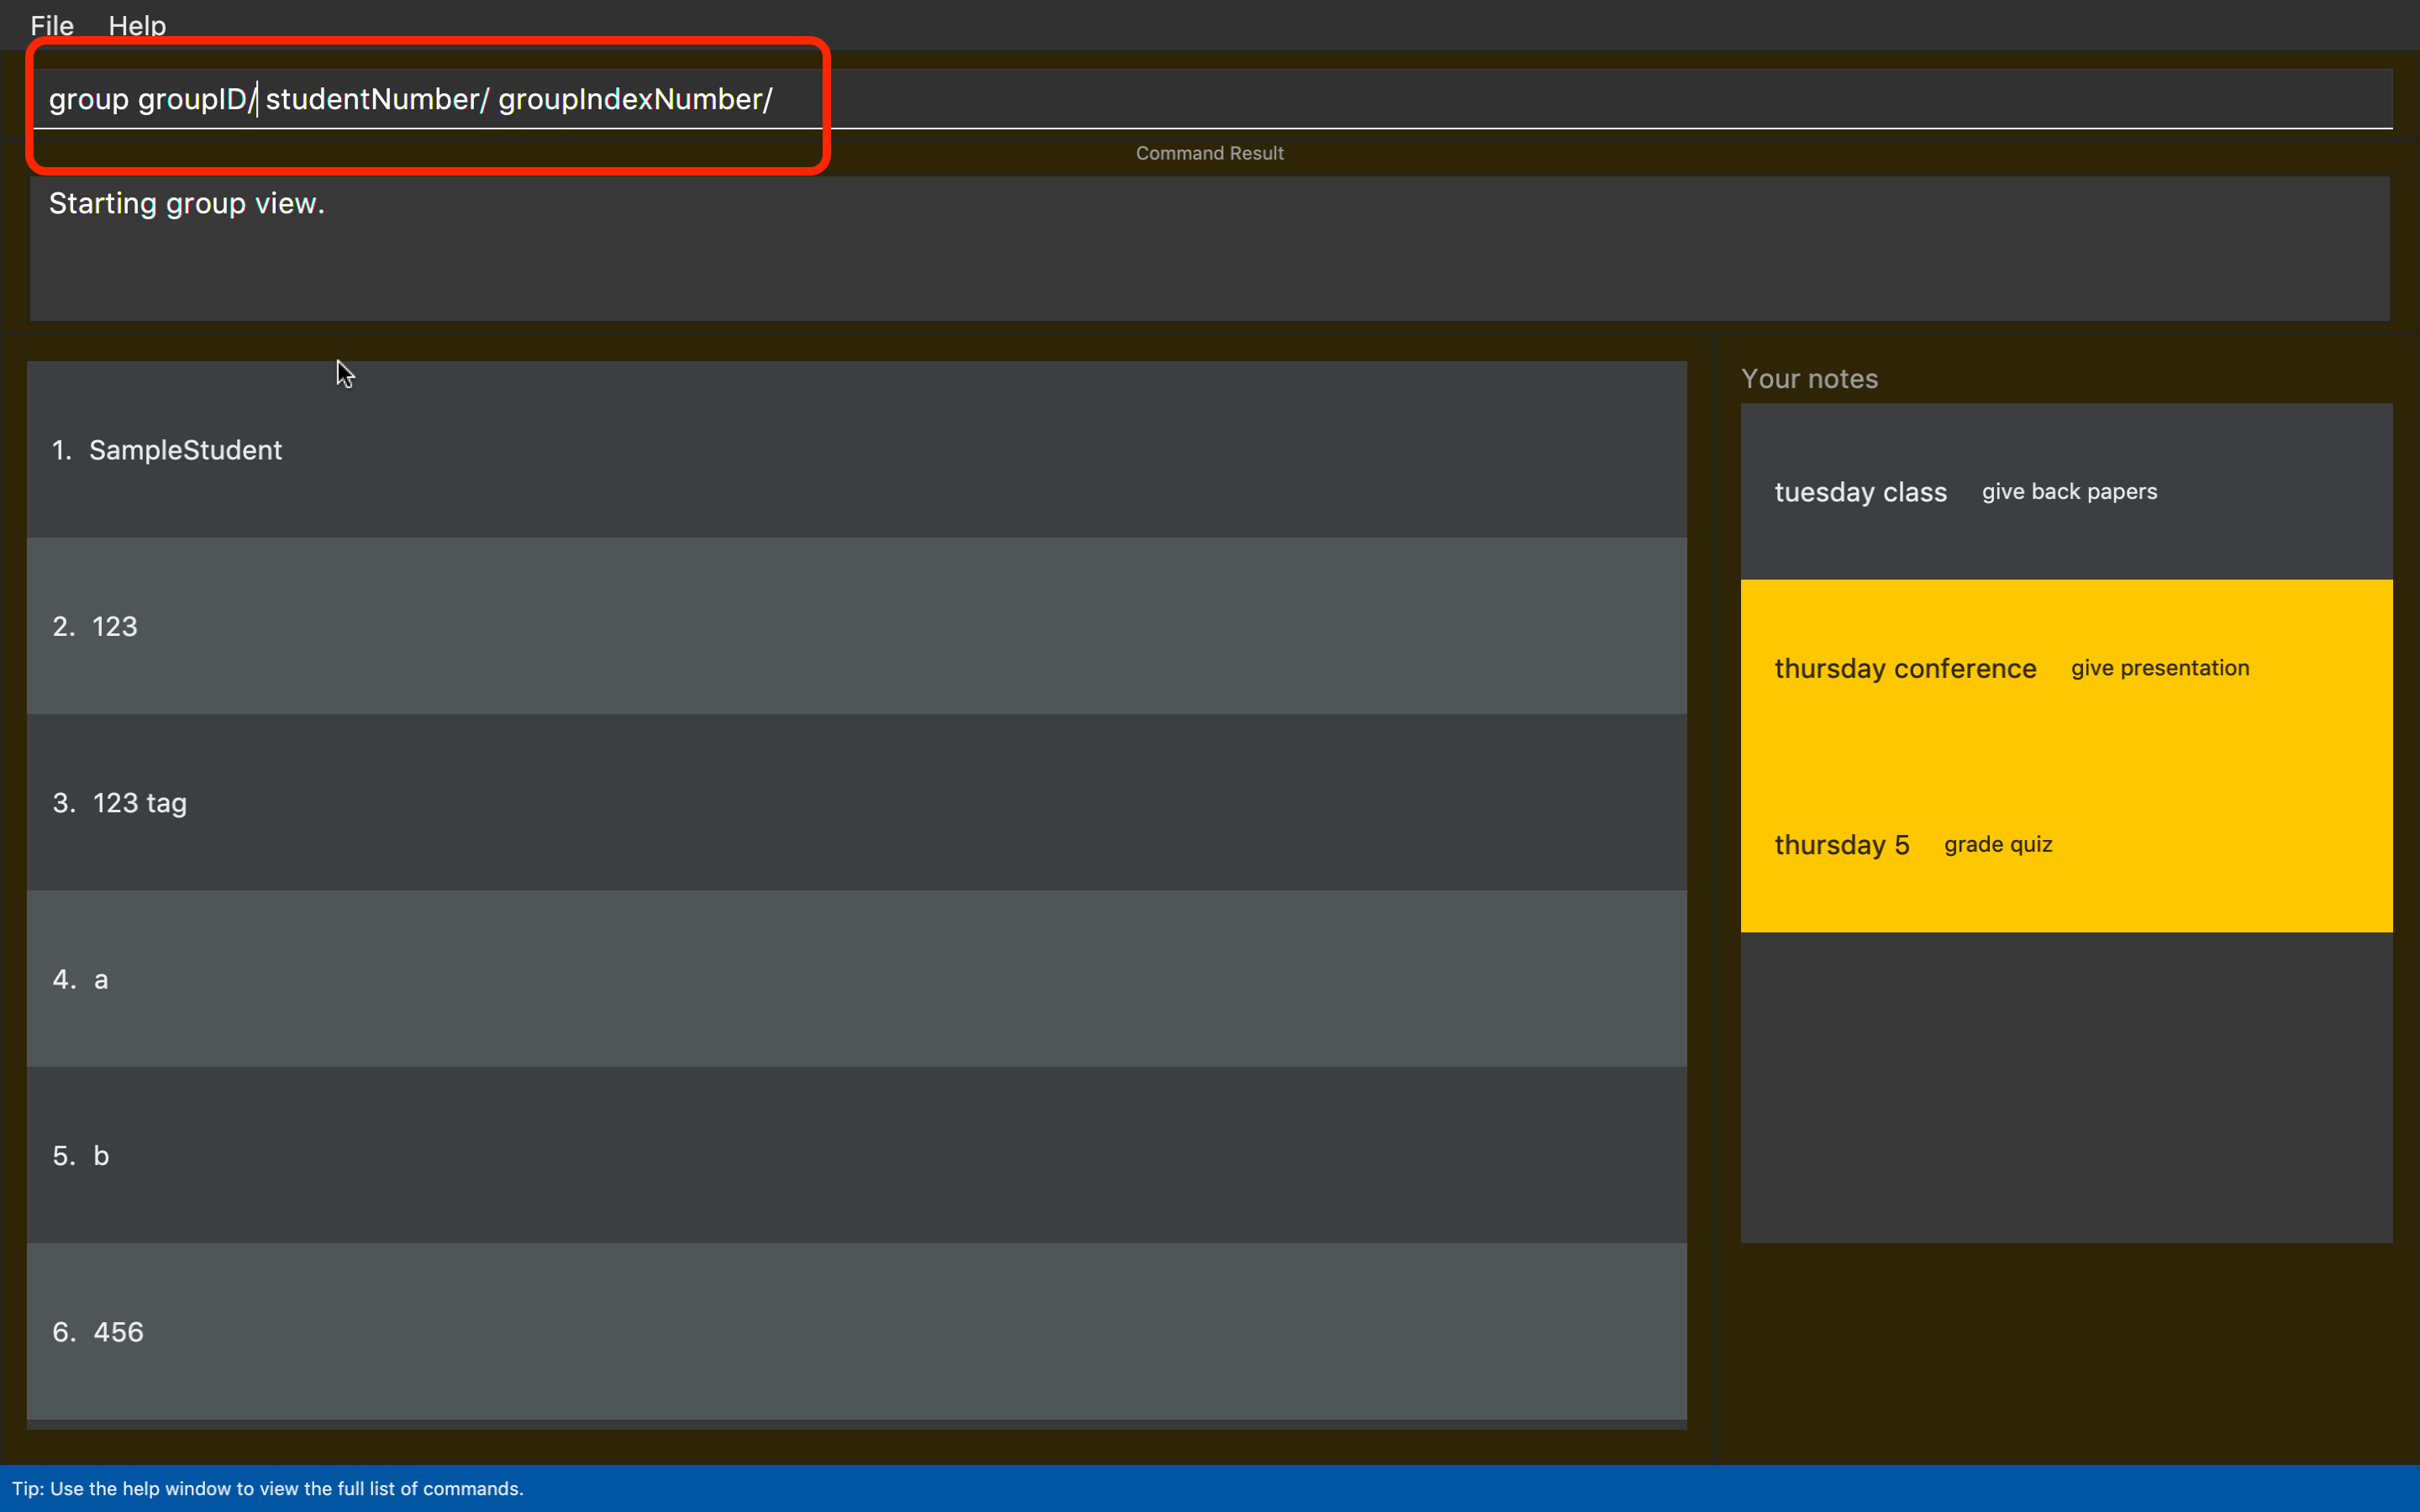 File Help
group groupID/ studentNumber/ groupIndexNumber/
Command Result
Starting group view.
1. SampleStudent
2. 123
3. 123 tag
4. a
5. b
6. 456
Your notes
tuesday class give back papers
thursday conference give presentation
thursday 5 grade quiz
Tip: Use the help window to view the full list of commands.